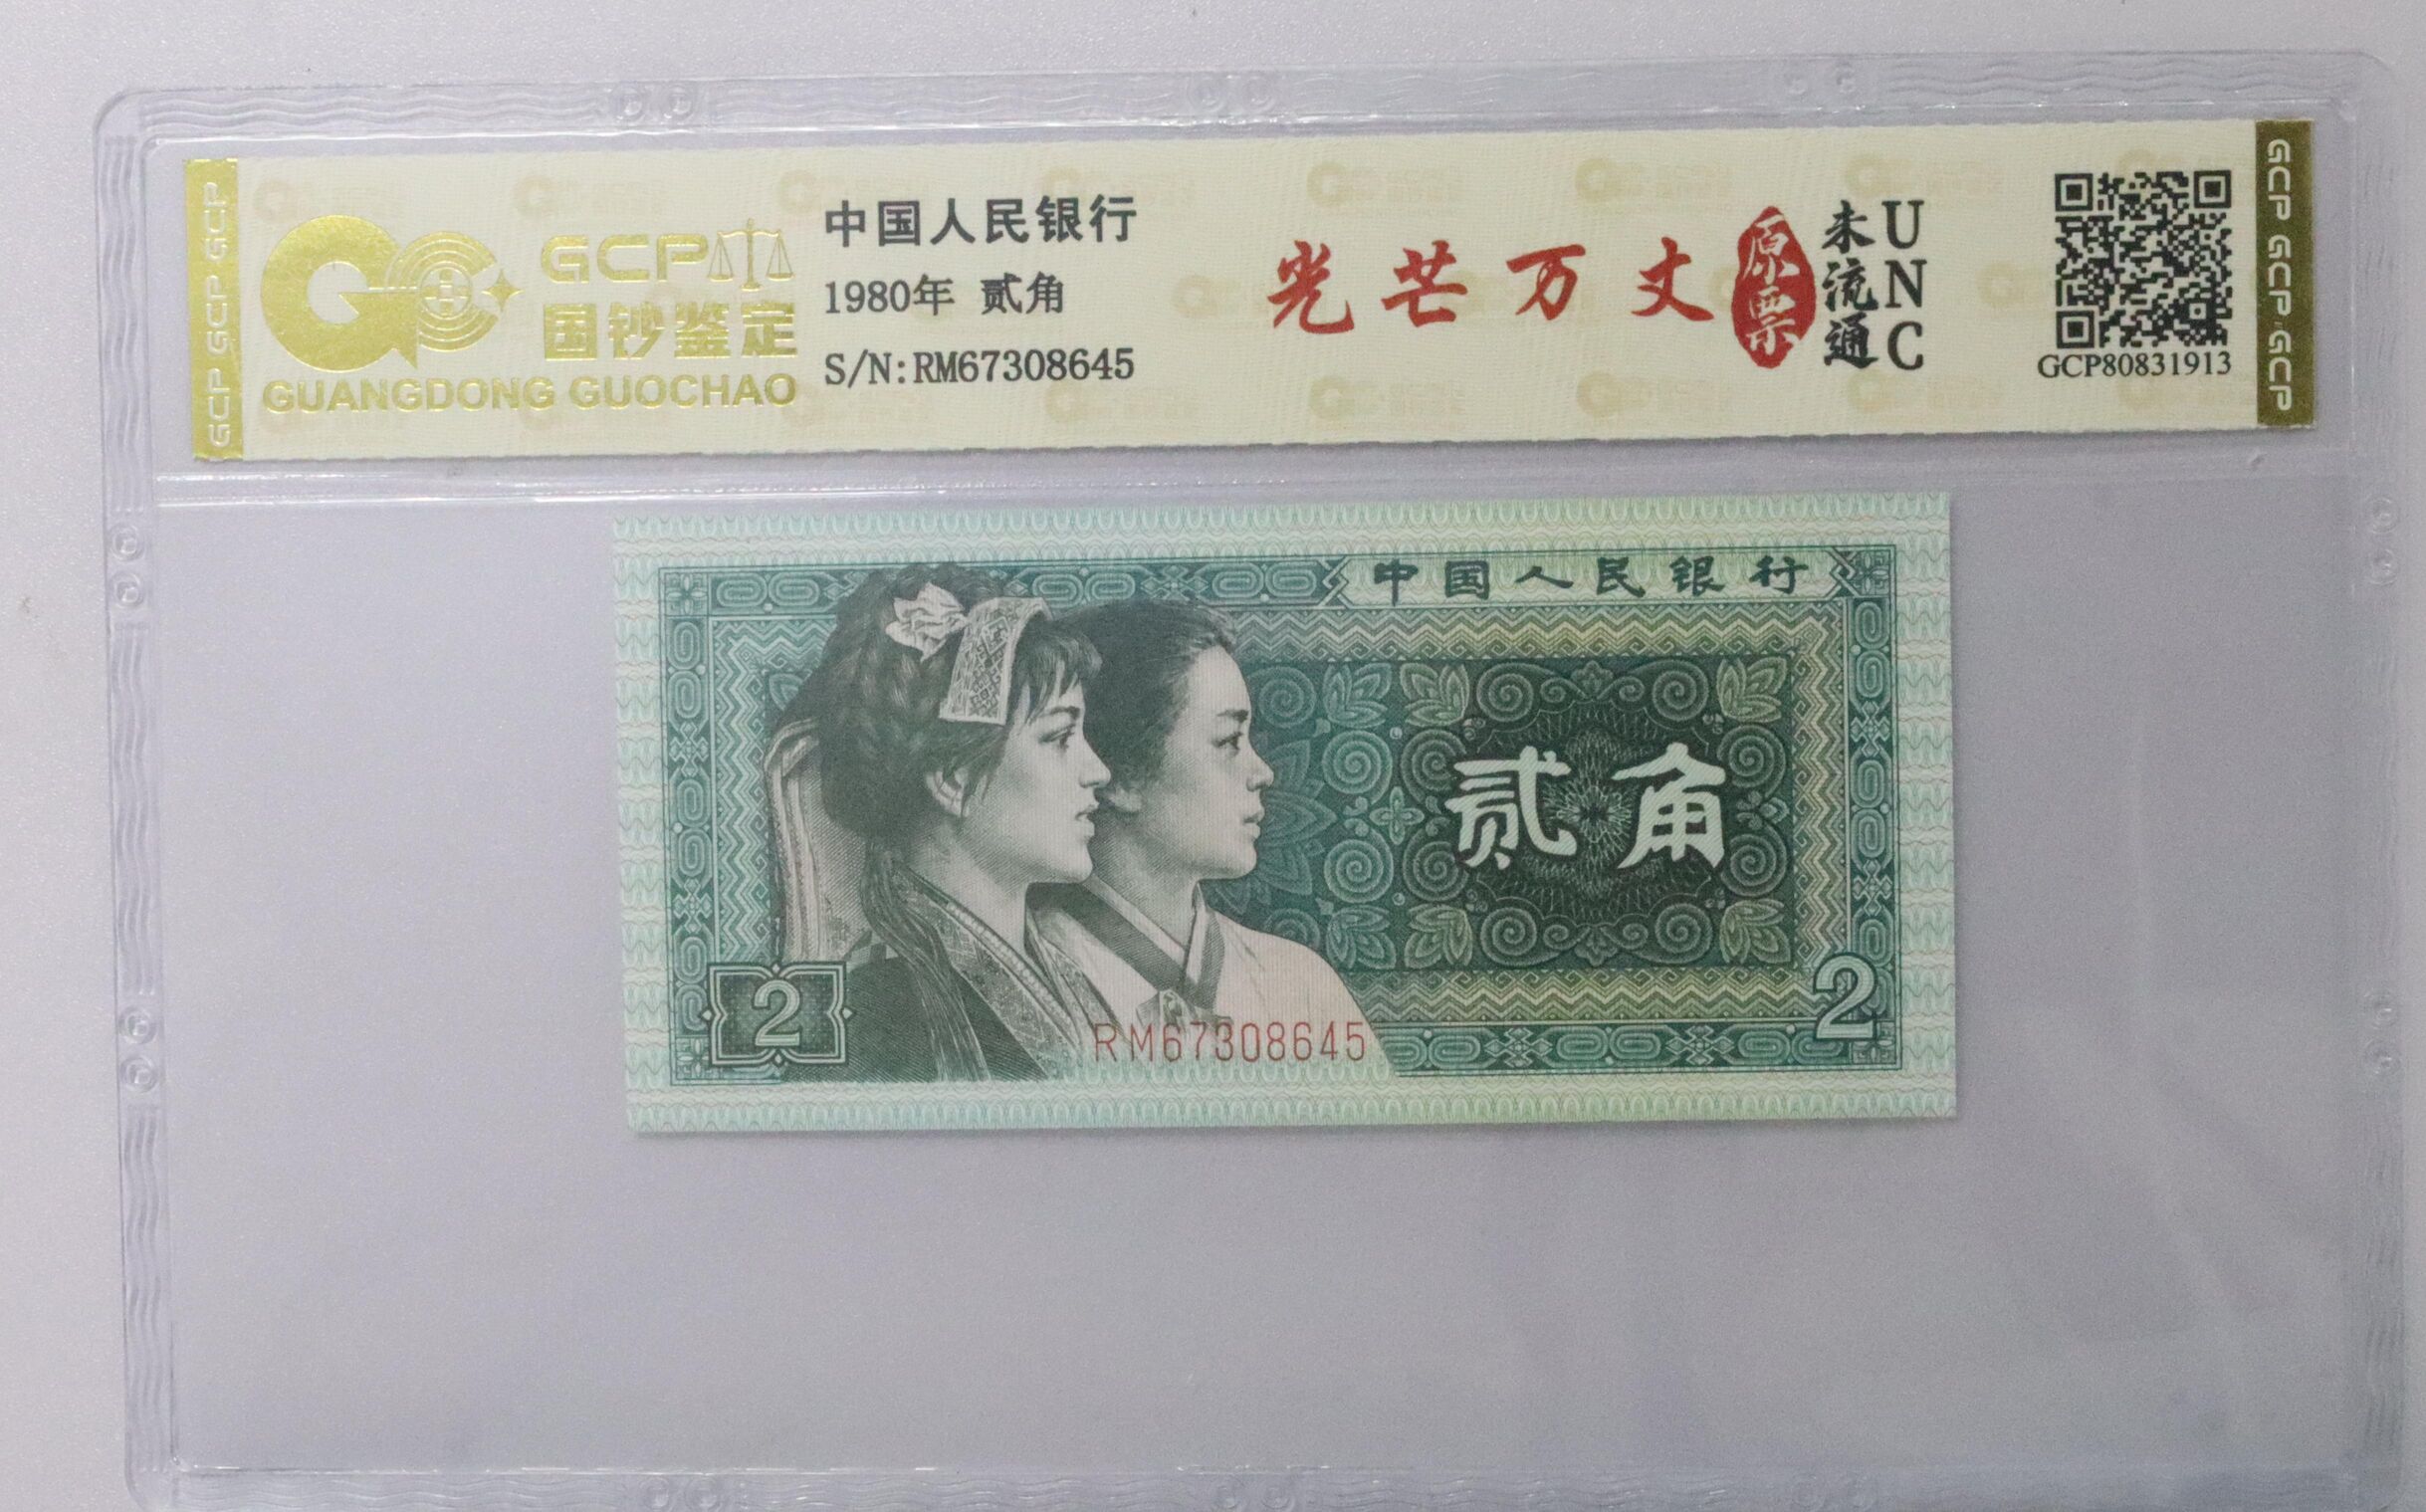 GCP GCP GCP
GCP
国钞鉴定
GUANGDONG GUOCHAO
中国人民银行
1980年 贰角
S/N:RM67308645
光芒万丈
原票
未流通
UNC
GCP80831913
GCP GCP GCP
中国人民银行
贰角
2
2
RM67308645